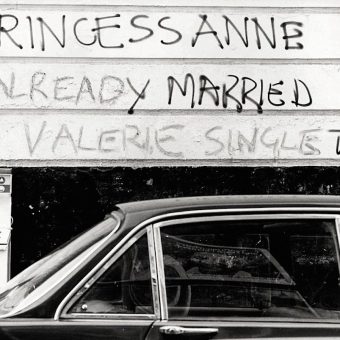 RINCESS ANNE
ALREADY MARRIED
VALERIE SINGLET